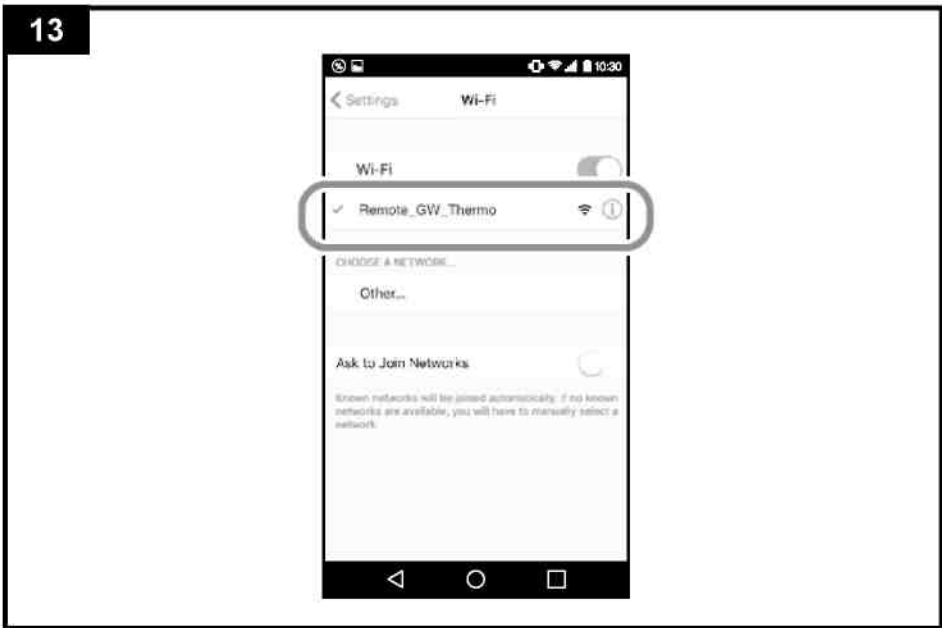 13
10:30
Settings
Wi-Fi
Wi-Fi
Remote_GW_Thermo
CHOOSE A NETWORK...
Other...
Ask to Join Networks
Known networks will be joined automatically. If no known
networks are available, you will have to manually select a
network.